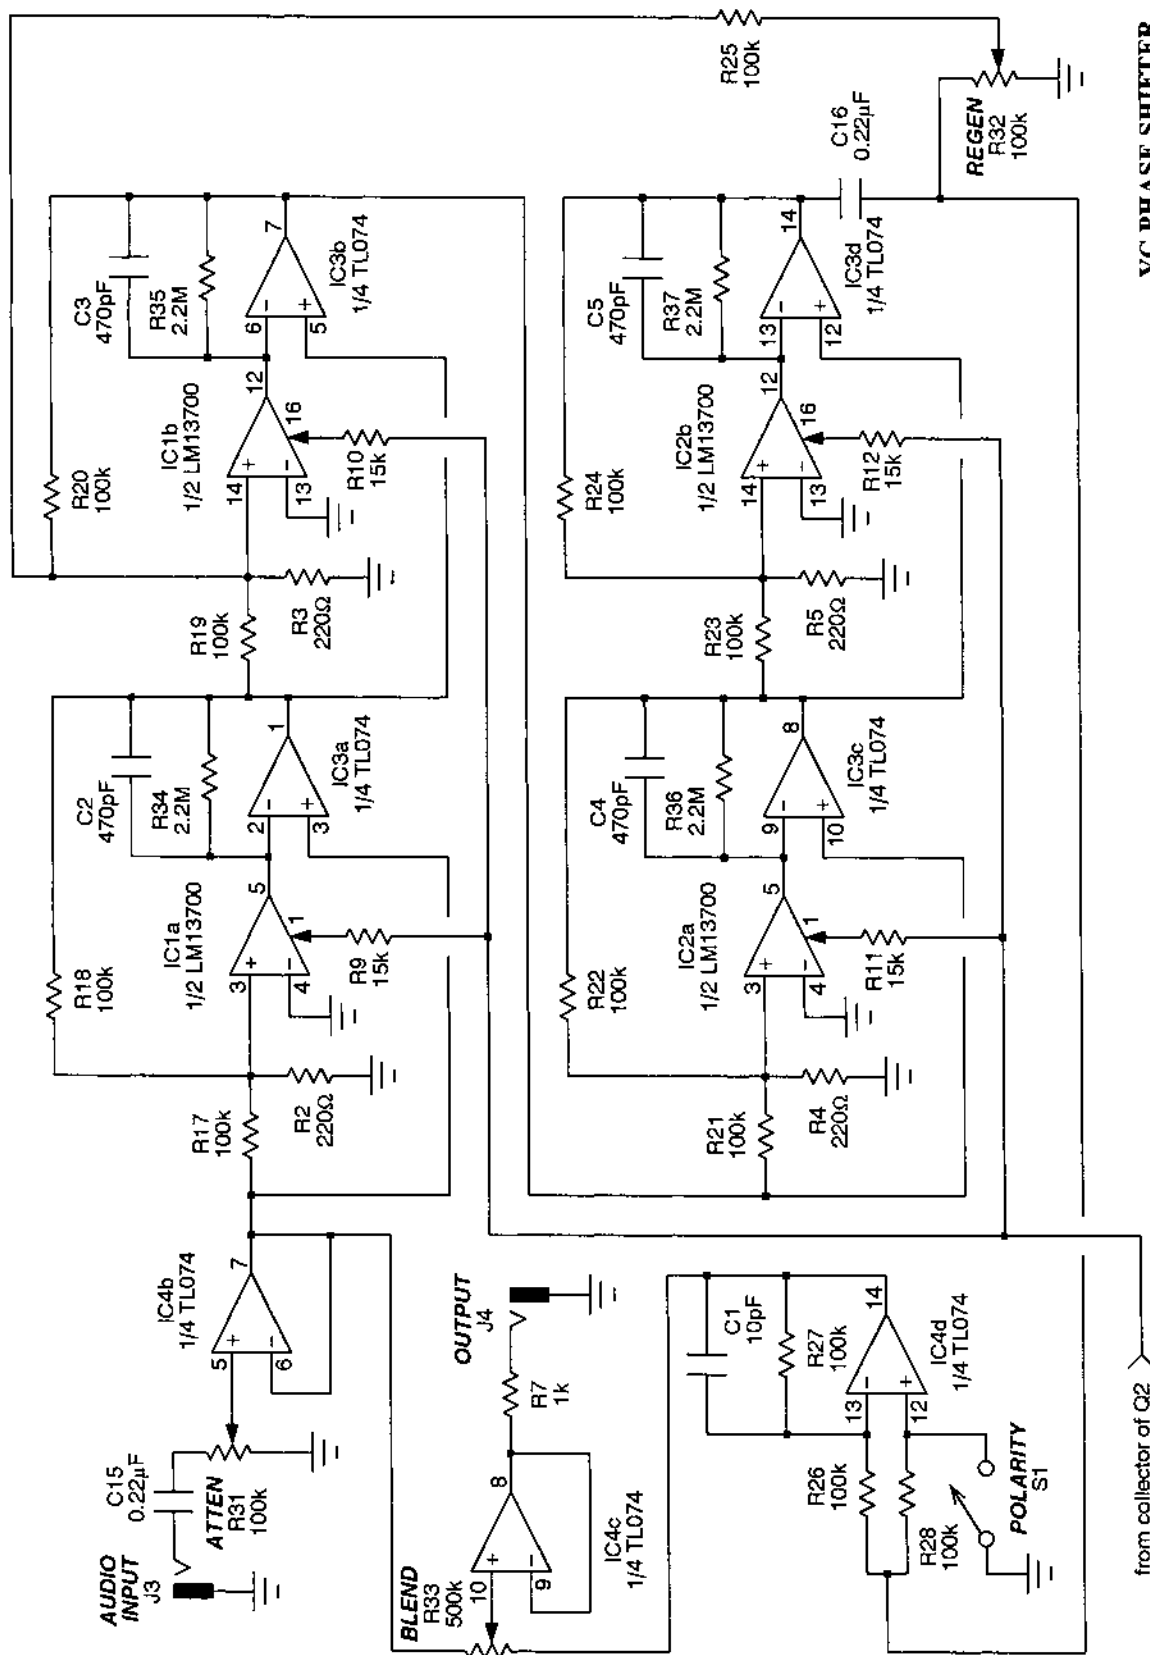 VC PHASE SHIFTER
R25
100k
REGEN
R32
100k
C16
0.22µF
R20
100k
C3
470pF
R35
2.2M
6
5
7
IC3b
1/4 TL074
IC1b
1/2 LM13700
12
14
13
16
R10
15k
R3
220Ω
R19
100k
R24
100k
C5
470pF
R37
2.2M
13
12
14
IC3d
1/4 TL074
IC2b
1/2 LM13700
12
14
13
16
R12
15k
R5
220Ω
R23
100k
R18
100k
C2
470pF
R34
2.2M
2
3
1
IC3a
1/4 TL074
IC1a
1/2 LM13700
5
3
4
1
R9
15k
R2
220Ω
R17
100k
R22
100k
C4
470pF
R36
2.2M
9
10
8
IC3c
1/4 TL074
IC2a
1/2 LM13700
5
3
4
1
R11
15k
R4
220Ω
R21
100k
AUDIO
INPUT
J3
C15
0.22µF
ATTEN
R31
100k
5
6
7
IC4b
1/4 TL074
BLEND
R33
500k
10
9
8
IC4c
1/4 TL074
R7
1k
OUTPUT
J4
C1
10pF
R27
100k
13
12
14
IC4d
1/4 TL074
R26
100k
R28
100k
POLARITY
S1
from collector of Q2